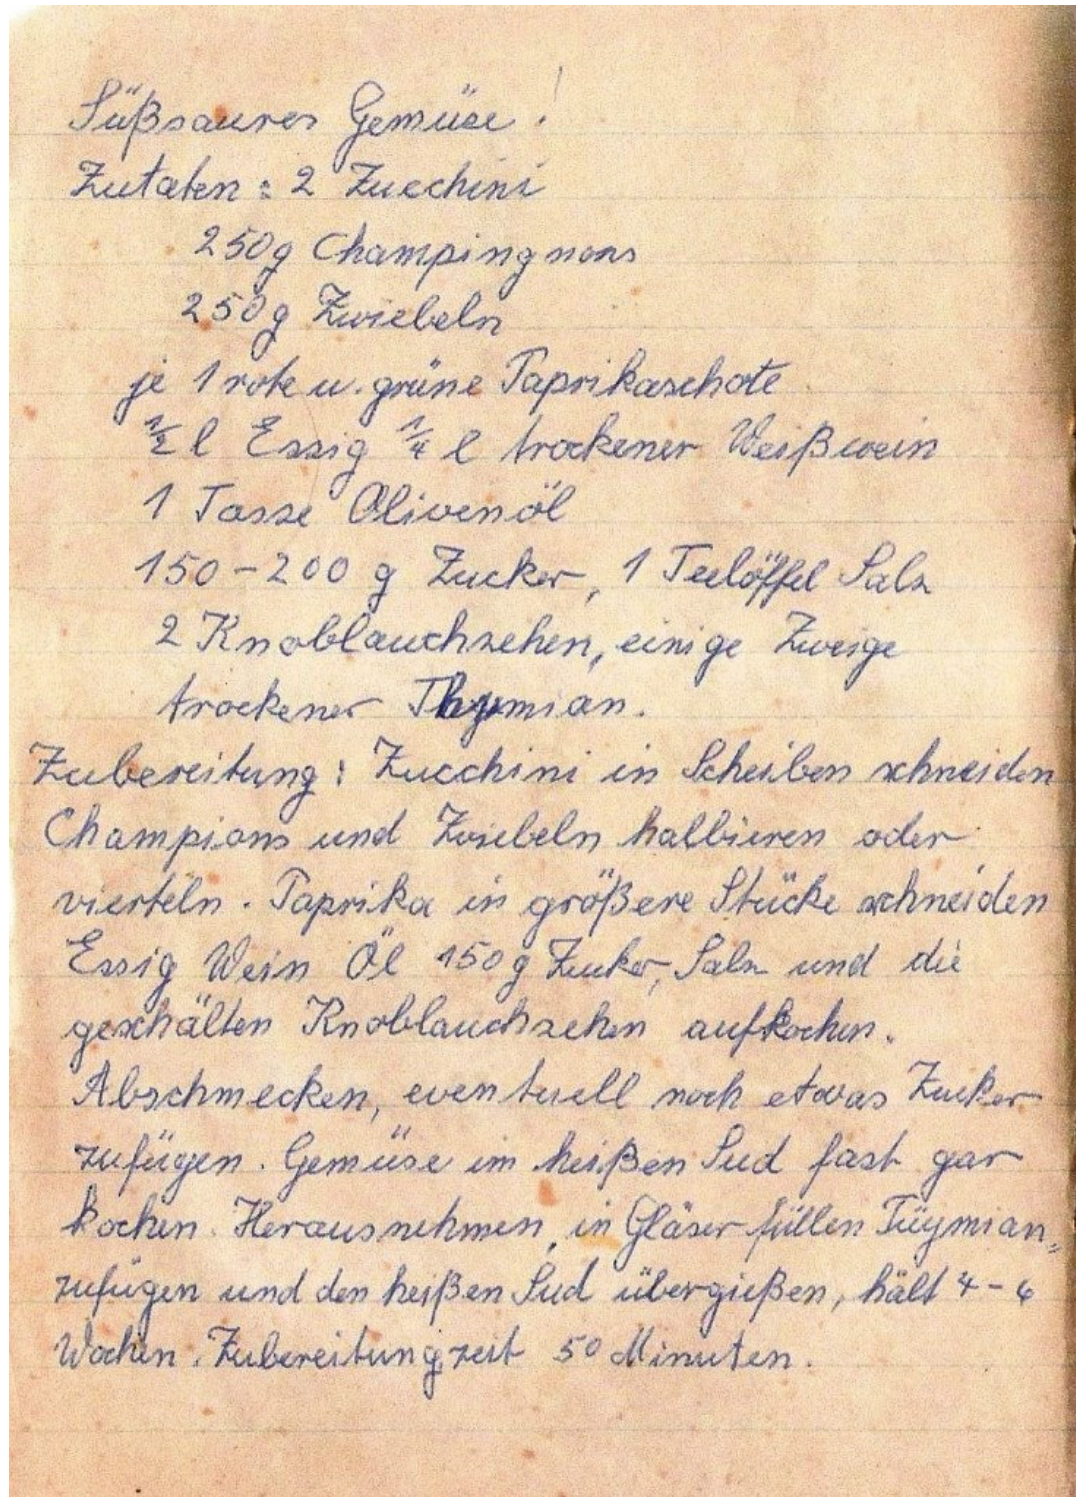 Süßsaures Gemüse!
Zutaten: 2 Zucchini
250g Champingnons
250g Zwiebeln
je 1 rote u. grüne Paprikaschote
½ l Essig ¼ l trockener Weißwein
1 Tasse Olivenöl
150-200 g Zucker, 1 Teelöffel Salz
2 Knoblauchzehen, einige Zweige
trockener Thymian.
Zubereitung: Zucchini in Scheiben schneiden
Champions und Zwiebeln halbieren oder
vierteln. Paprika in größere Stücke schneiden
Essig Wein Öl 150g Zucker, Salz und die
geschälten Knoblauchzehen aufkochen.
Abschmecken, eventuell noch etwas Zucker
zufügen. Gemüse im heißen Sud fast gar
kochen. Herausnehmen, in Gläser füllen Tüymian
zufügen und den heißen Sud übergießen, hält 4-6
Wochen. Zubereitungzeit 50 Minuten.